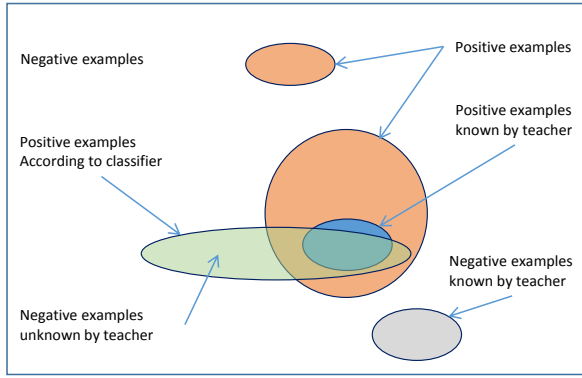 Negative examples
Positive examples
Positive examples
known by teacher
Positive examples
According to classifier
Negative examples
known by teacher
Negative examples
unknown by teacher